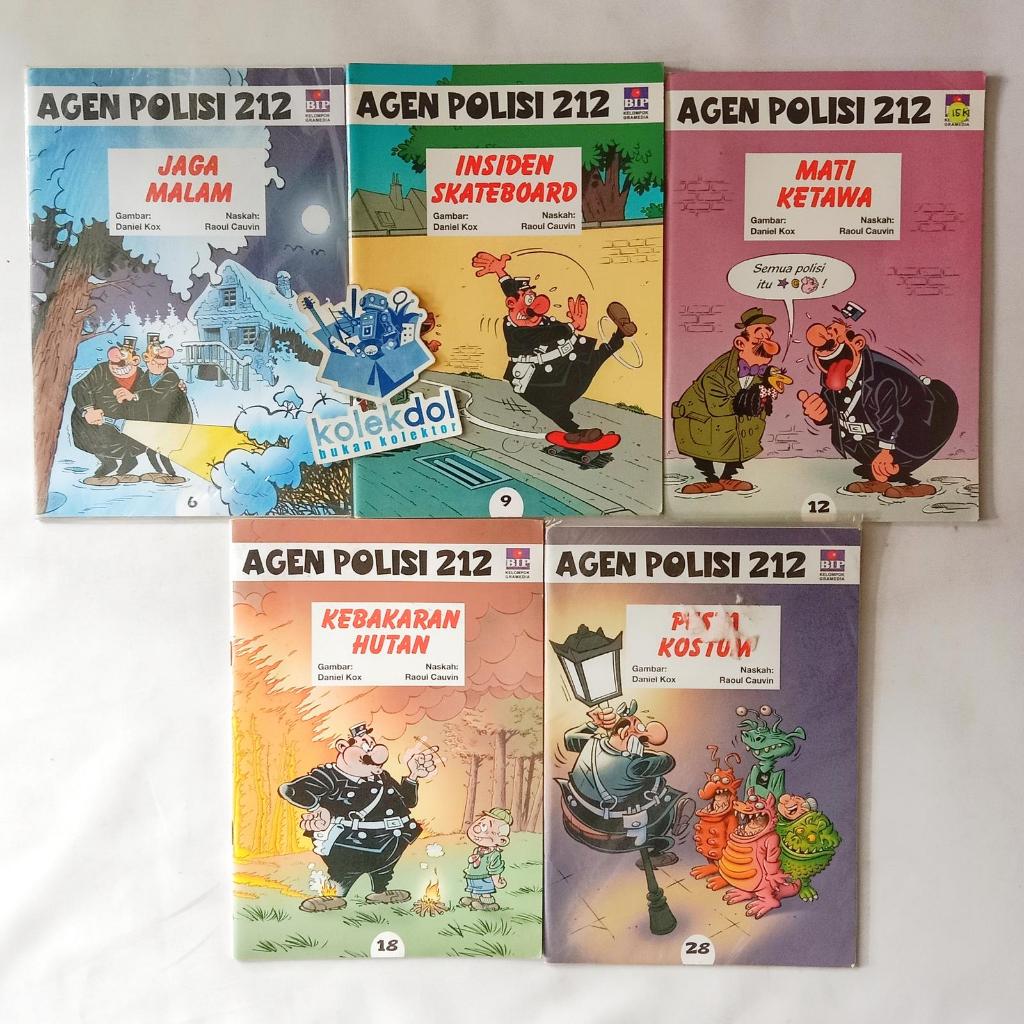 AGEN POLISI 212
BIP
KELOMPOK
GRAMEDIA
JAGA
MALAM
Gambar: Naskah:
Daniel Kox Raoul Cauvin
6
AGEN POLISI 212
BIP
KELOMPOK
GRAMEDIA
INSIDEN
SKATEBOARD
Gambar: Naskah:
Daniel Kox Raoul Cauvin
9
kolekdol
bukan kolektor
AGEN POLISI 212
15K
GRAMEDIA
MATI
KETAWA
Gambar: Naskah:
Daniel Kox Raoul Cauvin
Semua polisi
itu !
12
AGEN POLISI 212
BIP
KELOMPOK
GRAMEDIA
KEBAKARAN
HUTAN
Gambar: Naskah:
Daniel Kox Raoul Cauvin
18
AGEN POLISI 212
BIP
KELOMPOK
GRAMEDIA
KOSTUM
Gambar: Naskah:
Daniel Kox Raoul Cauvin
28